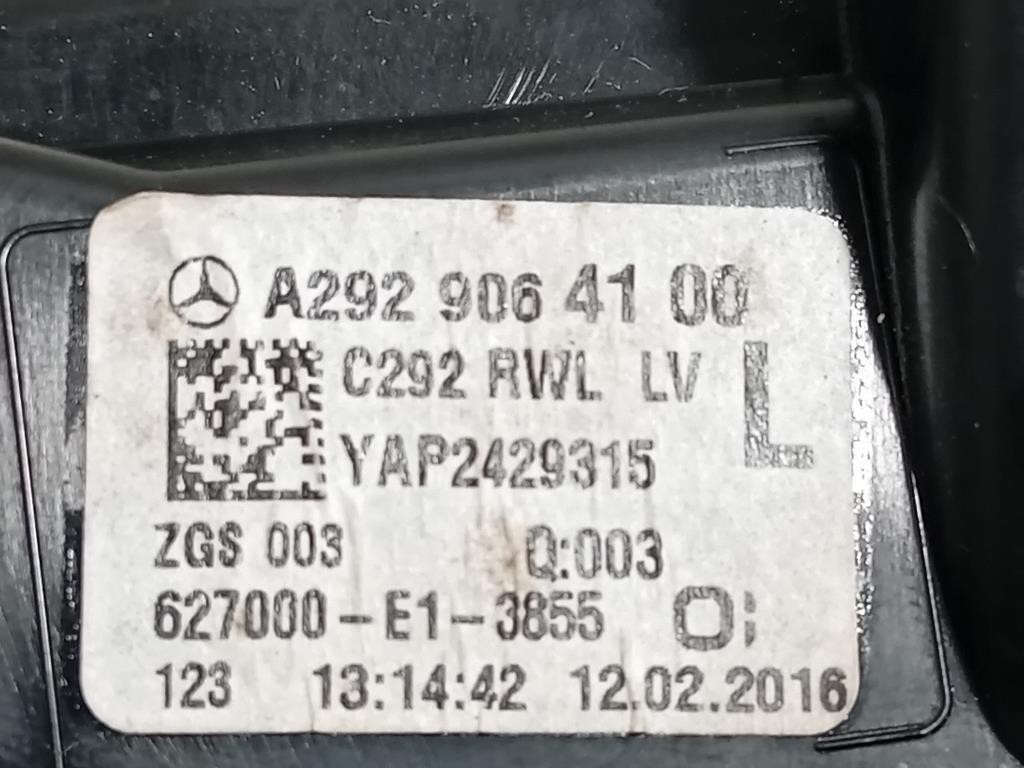 A292 906 41 00
C292 RWL LV L
YAP2429315
ZGS 003 Q:003
627000-E1-3855
123 13:14:42 12.02.2016